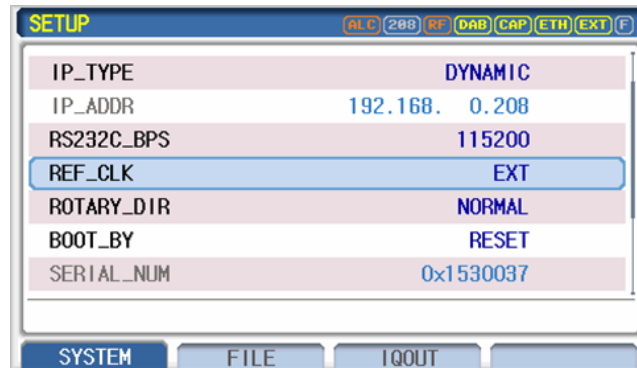 SETUP ALC 208 RF DAB CAP ETH EXT F
IP_TYPE DYNAMIC
IP_ADDR 192.168. 0.208
RS232C_BPS 115200
REF_CLK EXT
ROTARY_DIR NORMAL
BOOT_BY RESET
SERIAL_NUM 0x1530037
SYSTEM FILE IQOUT